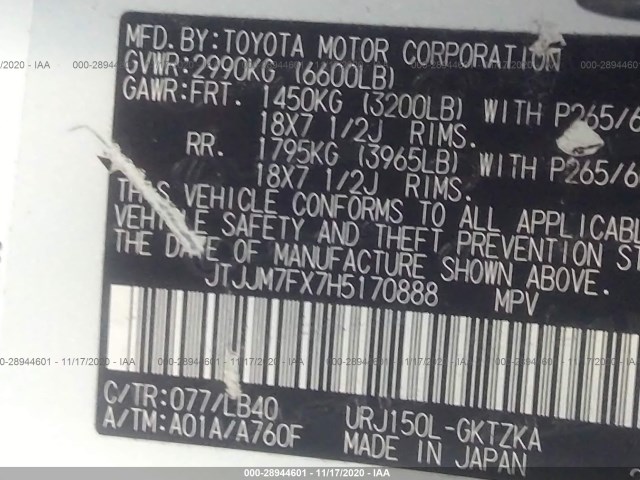 MFD. BY: TOYOTA MOTOR CORPORATION
GVWR: 2990KG (6600LB)
GAWR: FRT. 1450KG (3200LB) WITH P265/6
18X7 1/2J RIMS.
RR. 1795KG (3965LB) WITH P265/6
18X7 1/2J RIMS.
THIS VEHICLE CONFORMS TO ALL APPLICABL
VEHICLE SAFETY AND THEFT PREVENTION ST
THE DATE OF MANUFACTURE SHOWN ABOVE.
JTJJM7FX7H5170888 MPV
C/TR: 077/LB40 URJ150L-GKTZKA
A/TM: A01A/A760F MADE IN JAPAN
000-28944601 - 11/17/2020 - IAA